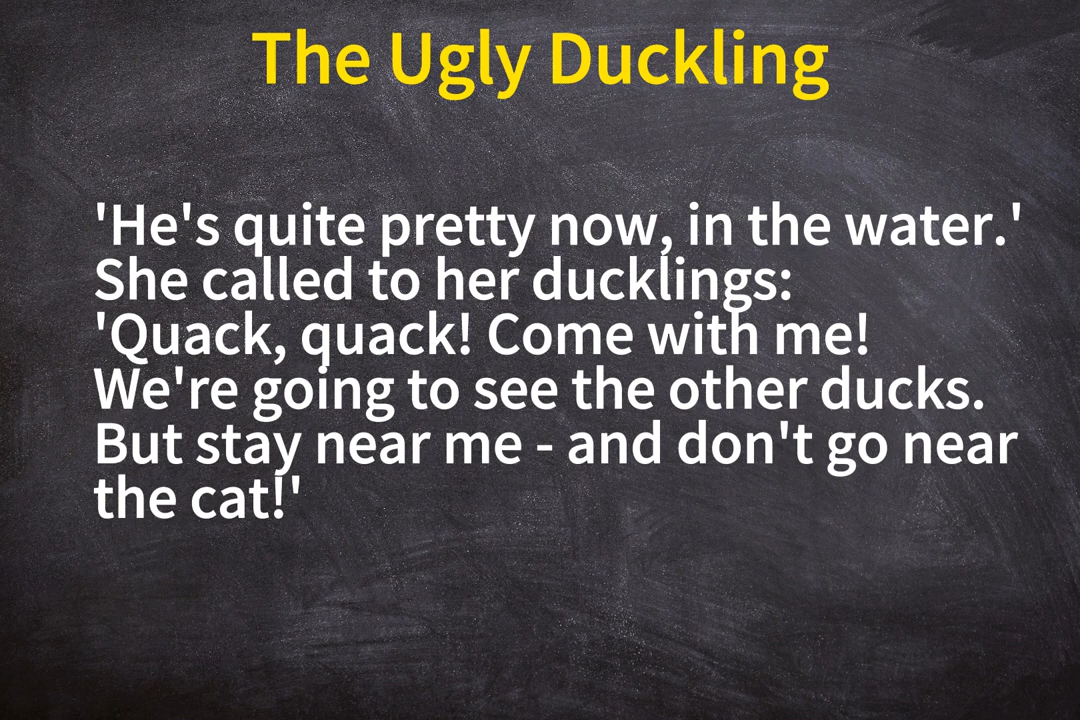 The Ugly Duckling
'He's quite pretty now, in the water.'
She called to her ducklings:
'Quack, quack! Come with me!
We're going to see the other ducks.
But stay near me - and don't go near
the cat!'